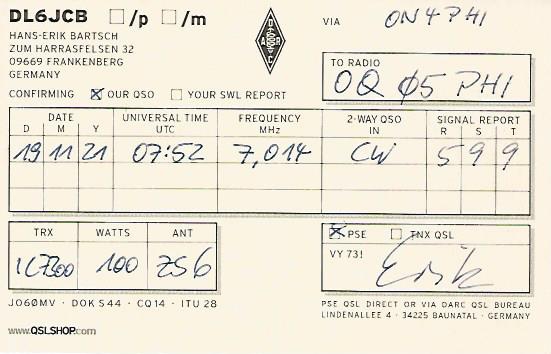 DL6JCB □/p □/m
HANS-ERIK BARTSCH
ZUM HARRASFELSEN 32
09669 FRANKENBERG
GERMANY
CONFIRMING ☒ OUR QSO □ YOUR SWL REPORT
VIA ON4PHI
TO RADIO
OQ Ø5 PHI
DATE UNIVERSAL TIME FREQUENCY 2-WAY QSO SIGNAL REPORT
D M Y UTC MHz IN R S T
19 11 21 07:52 7,014 CW 5 9 9
TRX WATTS ANT
IC7300 100 ZS6
☒ PSE □ TNX QSL
VY 73!
Erik
JO60MV · DOK S44 · CQ14 · ITU 28
PSE QSL DIRECT OR VIA DARC QSL BUREAU
LINDENALLEE 4 · 34225 BAUNATAL · GERMANY
www.QSLSHOP.com